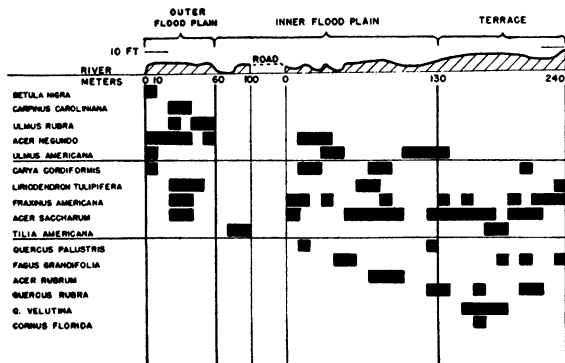 OUTER
FLOOD PLAIN
INNER FLOOD PLAIN
TERRACE
10 FT
ROAD
RIVER
METERS
0 10 60 100 0 130 240
BETULA NIGRA
CARPINUS CAROLINIANA
ULMUS RUBRA
ACER NEGUNDO
ULMUS AMERICANA
CARYA CORDIFORMIS
LIRIODENDRON TULIPIFERA
FRAXINUS AMERICANA
ACER SACCHARUM
TILIA AMERICANA
QUERCUS PALUSTRIS
FAGUS GRANDIFOLIA
ACER RUBRUM
QUERCUS RUBRA
Q. VELUTINA
CORNUS FLORIDA